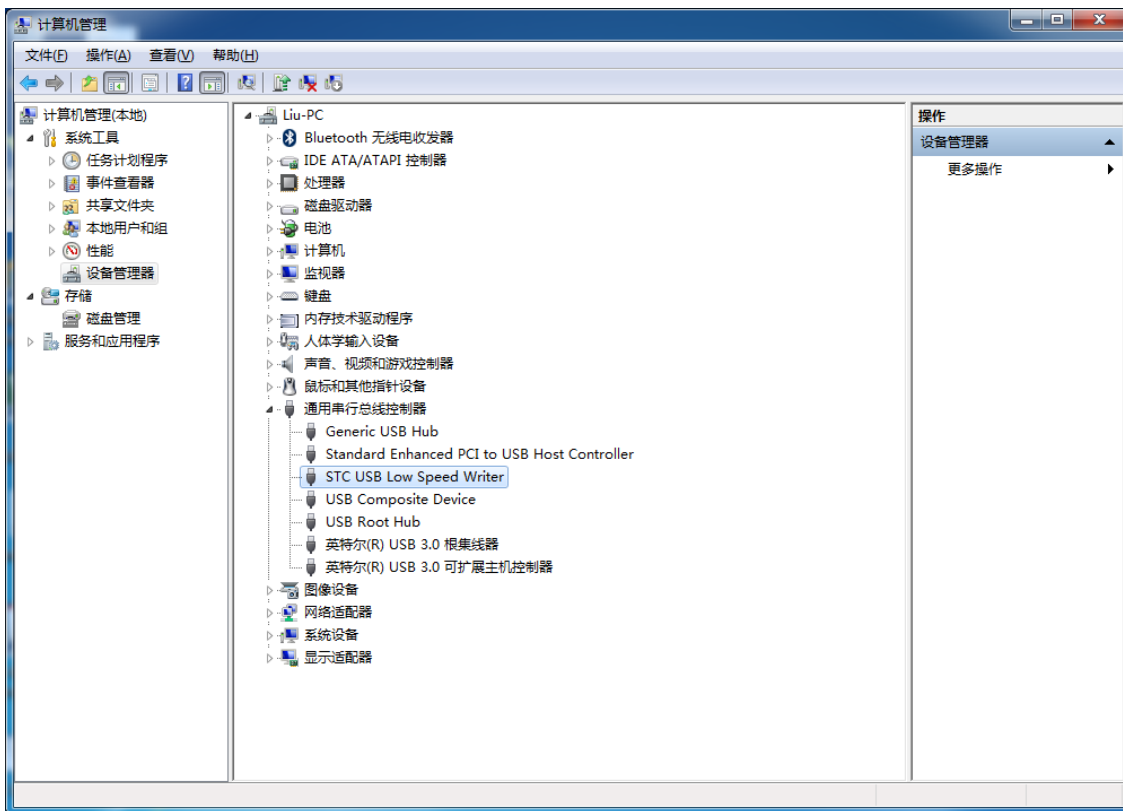 计算机管理
文件(F) 操作(A) 查看(V) 帮助(H)
计算机管理(本地)
系统工具
任务计划程序
事件查看器
共享文件夹
本地用户和组
性能
设备管理器
存储
磁盘管理
服务和应用程序
Liu-PC
Bluetooth 无线电收发器
IDE ATA/ATAPI 控制器
处理器
磁盘驱动器
电池
计算机
监视器
键盘
内存技术驱动程序
人体学输入设备
声音、视频和游戏控制器
鼠标和其他指针设备
通用串行总线控制器
Generic USB Hub
Standard Enhanced PCI to USB Host Controller
STC USB Low Speed Writer
USB Composite Device
USB Root Hub
英特尔(R) USB 3.0 根集线器
英特尔(R) USB 3.0 可扩展主机控制器
图像设备
网络适配器
系统设备
显示适配器
操作
设备管理器
更多操作